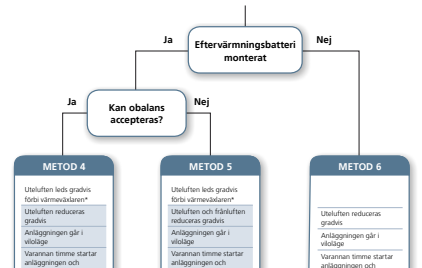 Eftervärmningsbatteri
monterat
Ja
Nej
Kan obalans
accepteras?
Ja
Nej
METOD 4
Uteluften leds gradvis
förbi värmeväxlaren*
Uteluften reduceras
gradvis
Anläggningen går i
viloläge
Varannan timme startar
anläggningen och
METOD 5
Uteluften leds gradvis
förbi värmeväxlaren*
Uteluften och frånluften
reduceras gradvis
Anläggningen går i
viloläge
Varannan timme startar
anläggningen och
METOD 6
Uteluften reduceras
gradvis
Anläggningen går i
viloläge
Varannan timme startar
anläggningen och